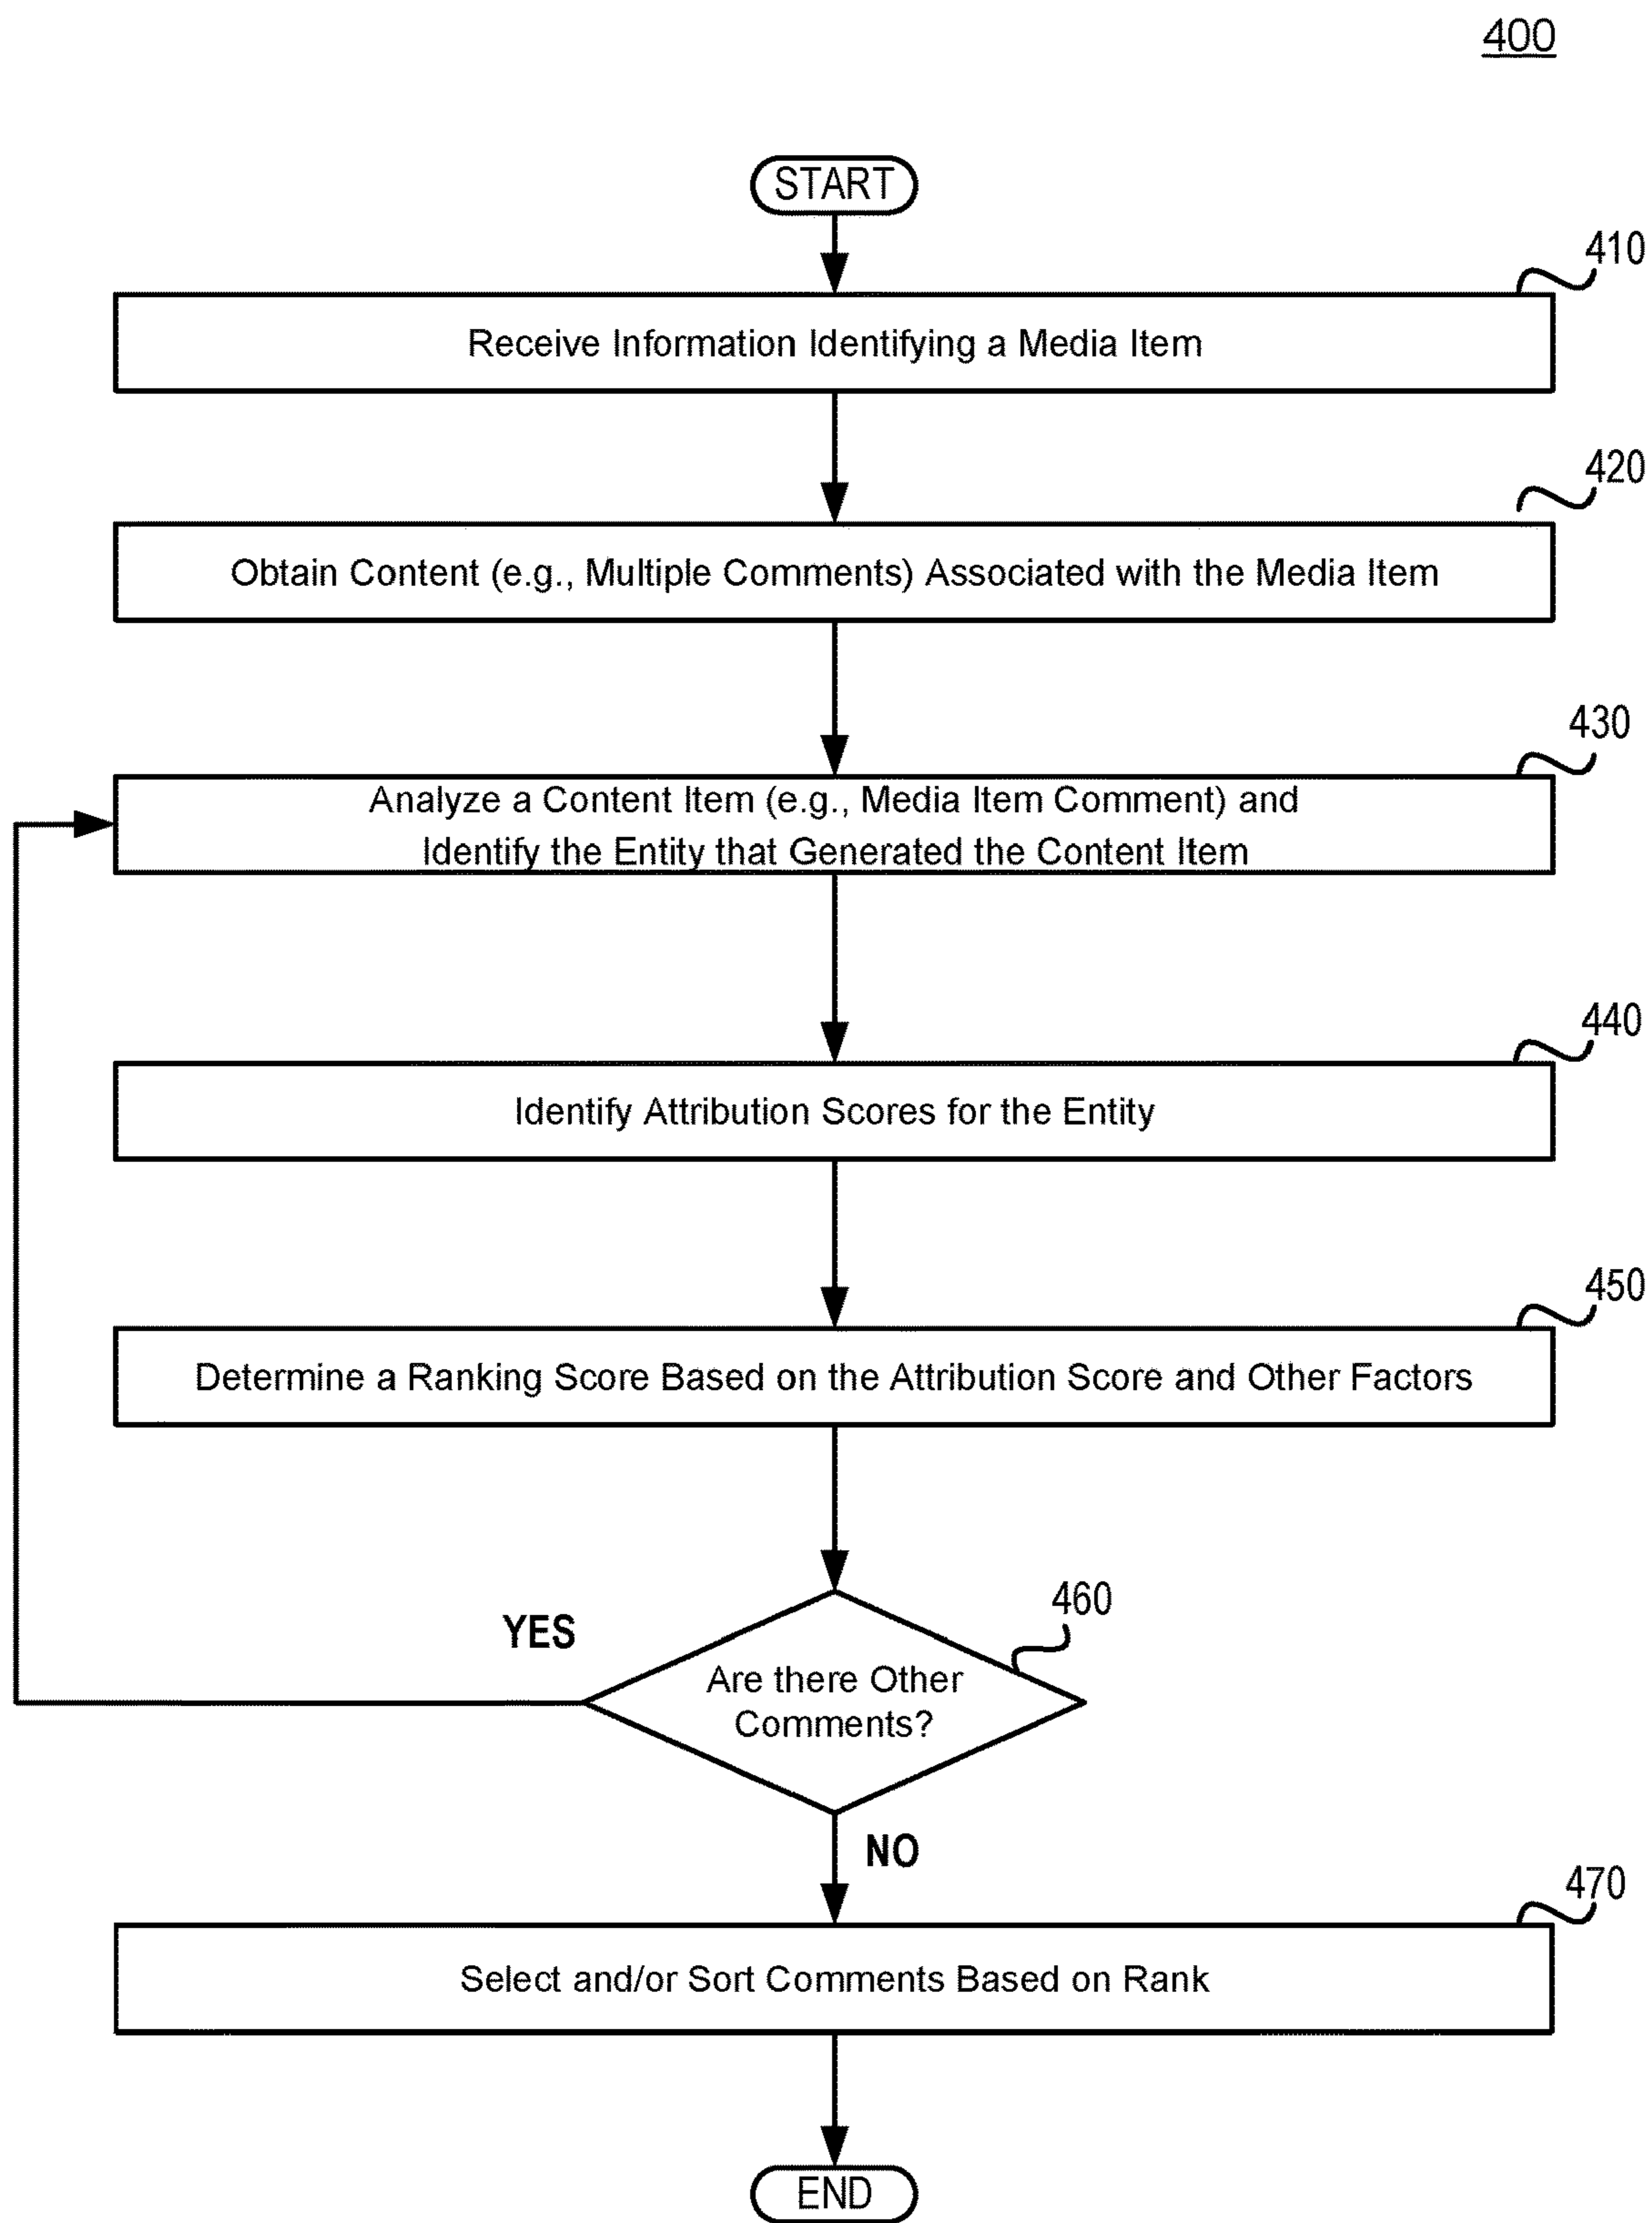 400
START
410
Receive Information Identifying a Media Item
420
Obtain Content (e.g., Multiple Comments) Associated with the Media Item
430
Analyze a Content Item (e.g., Media Item Comment) and
Identify the Entity that Generated the Content Item
440
Identify Attribution Scores for the Entity
450
Determine a Ranking Score Based on the Attribution Score and Other Factors
460
YES
Are there Other
Comments?
NO
470
Select and/or Sort Comments Based on Rank
END